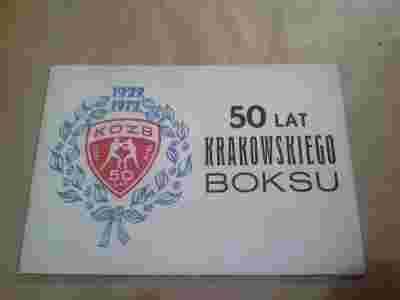 1922
1972
KOZB
50
50 LAT
KRAKOWSKIEGO
BOKSU